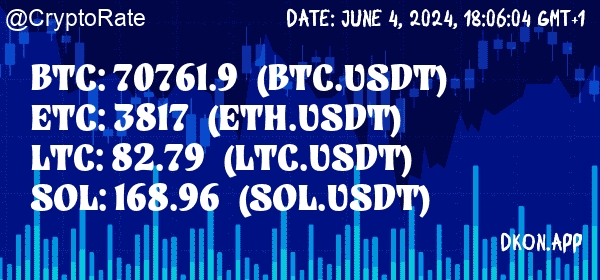 @CryptoRate
DATE: JUNE 4, 2024, 18:06:04 GMT+1
BTC: 70761.9 (BTC.USDT)
ETC: 3817 (ETH.USDT)
LTC: 82.79 (LTC.USDT)
SOL: 168.96 (SOL.USDT)
DKON.APP